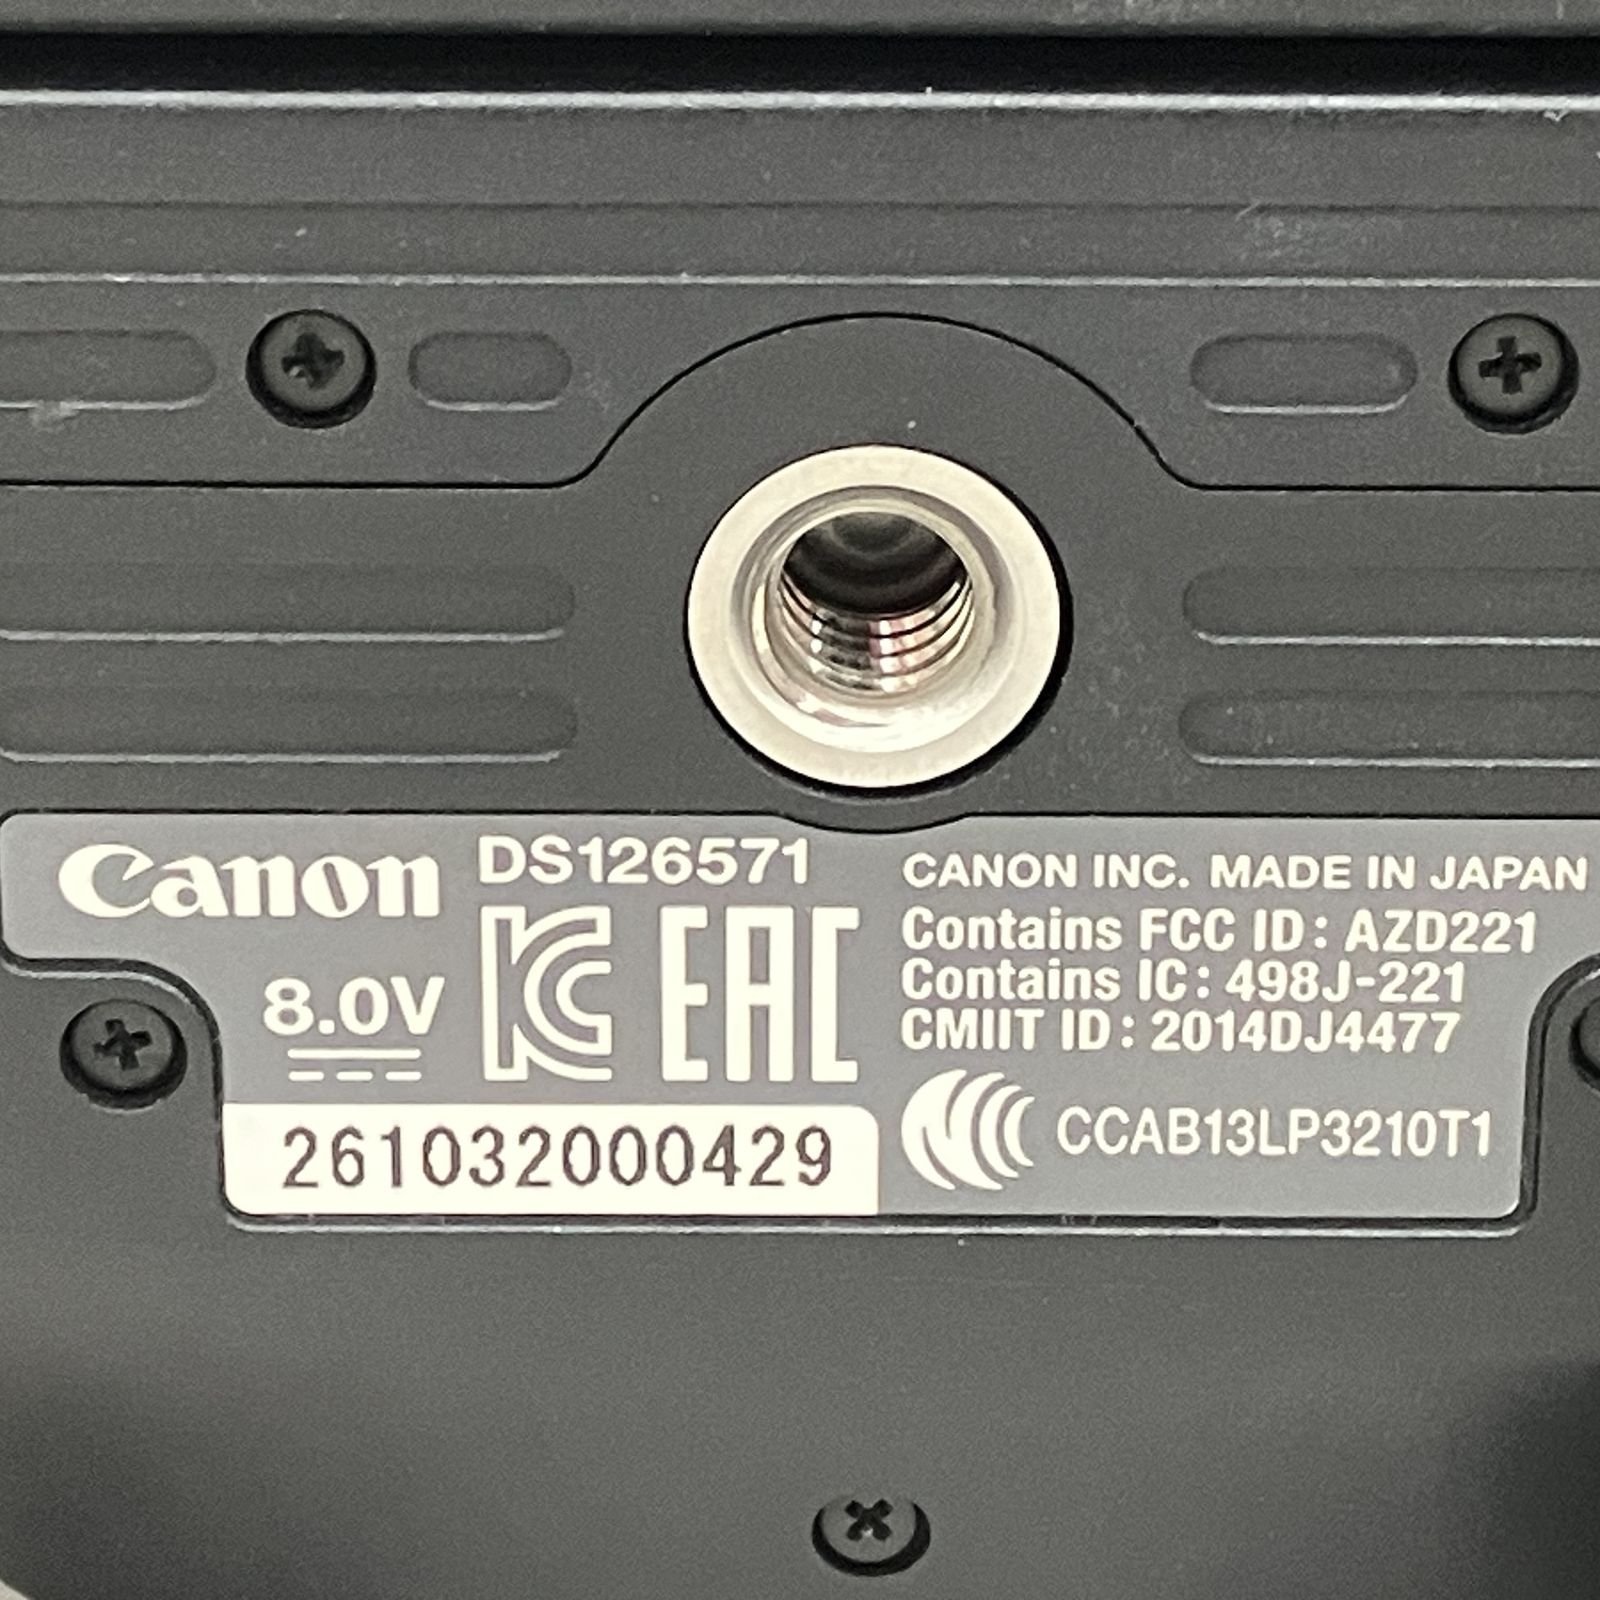 Canon
DS126571
8.0V
261032000429
CANON INC. MADE IN JAPAN
Contains FCC ID: AZD221
Contains IC: 498J-221
CMIIT ID: 2014DJ4477
CCAB13LP3210T1
KC EAC